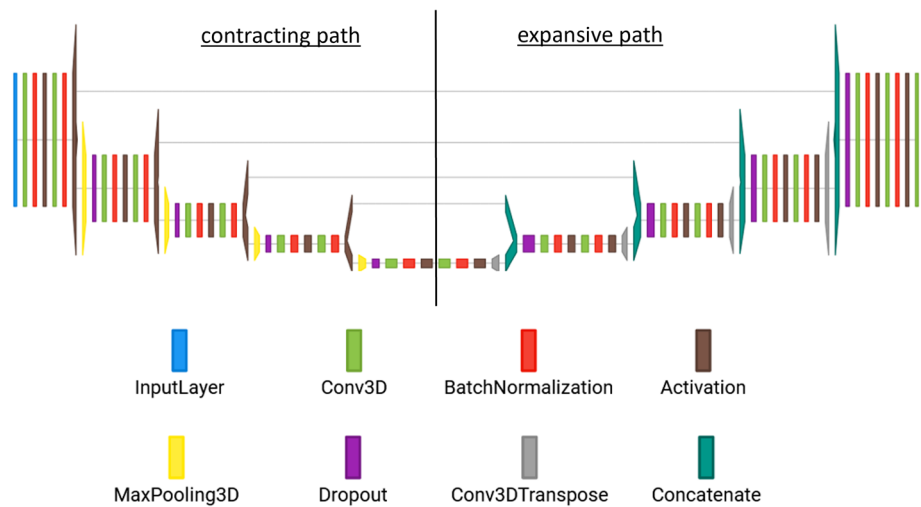 contracting path
expansive path
InputLayer
Conv3D
BatchNormalization
Activation
MaxPooling3D
Dropout
Conv3DTranspose
Concatenate